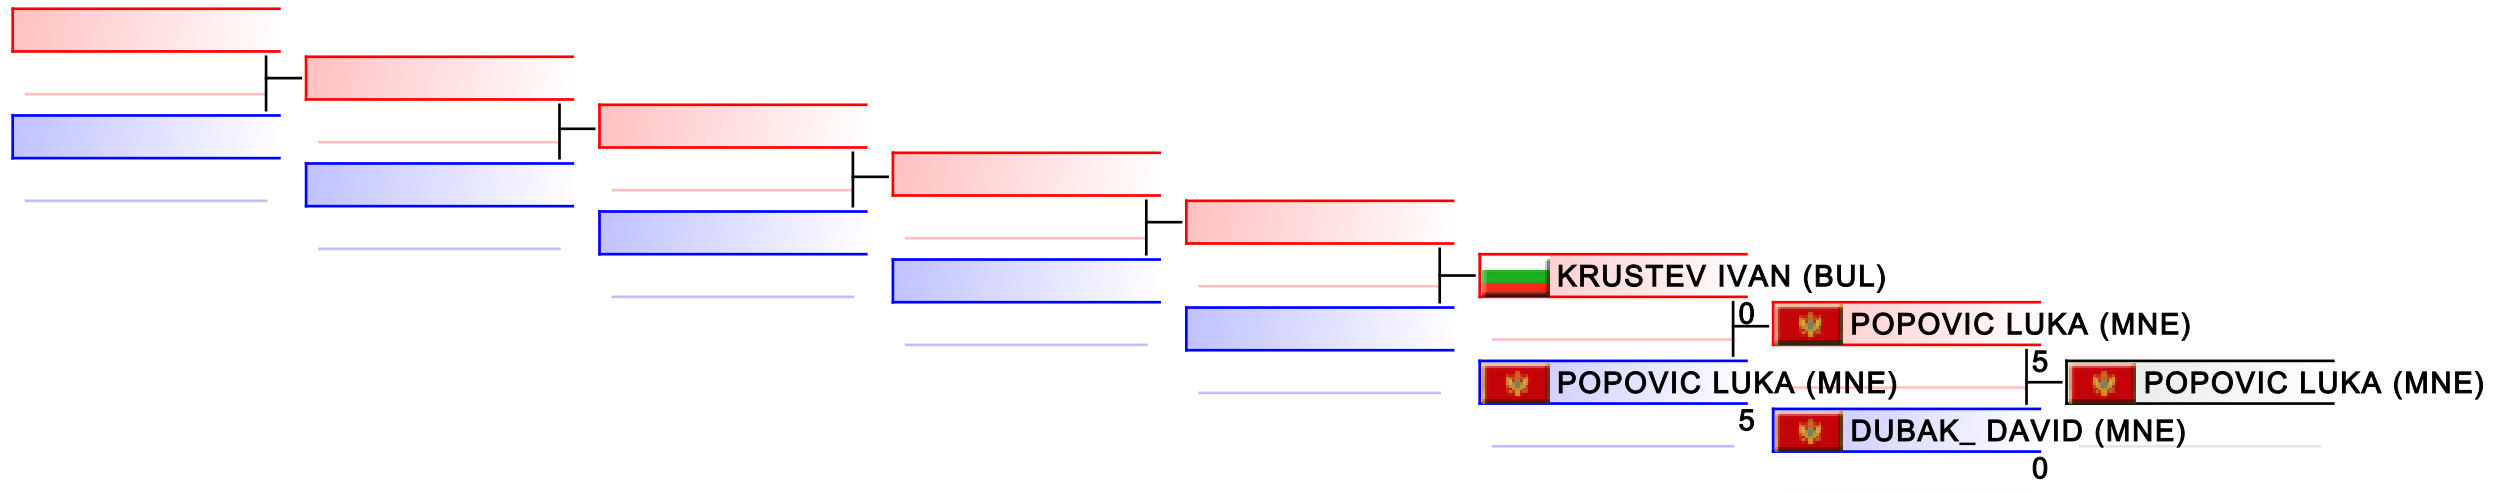 KRUSTEV IVAN (BUL)
0
POPOVIC LUKA (MNE)
5
POPOVIC LUKA (MNE)
5
DUBAK_ DAVID (MNE)
0
POPOVIC LUKA (MNE)